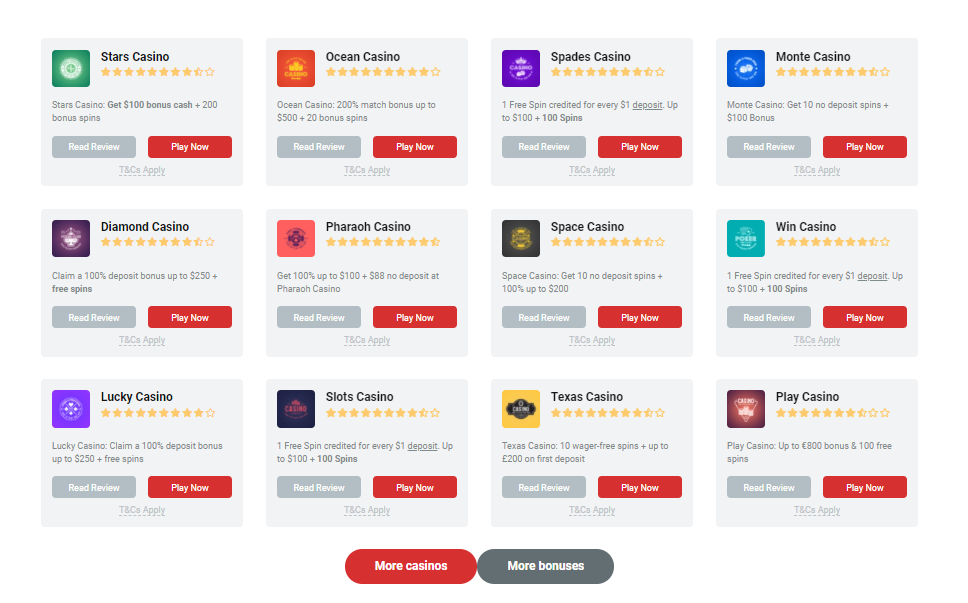 Stars Casino
Stars Casino: Get $100 bonus cash + 200
bonus spins
Read Review
Play Now
T&Cs Apply
CASINO
Ocean Casino
Ocean Casino: 200% match bonus up to
$500 + 20 bonus spins
Read Review
Play Now
T&Cs Apply
CASINO
Spades Casino
1 Free Spin credited for every $1 deposit. Up
to $100 + 100 Spins
Read Review
Play Now
T&Cs Apply
Monte Casino
Monte Casino: Get 10 no deposit spins +
$100 Bonus
Read Review
Play Now
T&Cs Apply
Diamond Casino
Claim a 100% deposit bonus up to $250 +
free spins
Read Review
Play Now
T&Cs Apply
Pharaoh Casino
Get 100% up to $100 + $88 no deposit at
Pharaoh Casino
Read Review
Play Now
T&Cs Apply
Space Casino
Space Casino: Get 10 no deposit spins +
100% up to $200
Read Review
Play Now
T&Cs Apply
POKER
Win Casino
1 Free Spin credited for every $1 deposit. Up
to $100 + 100 Spins
Read Review
Play Now
T&Cs Apply
Lucky Casino
Lucky Casino: Claim a 100% deposit bonus
up to $250 + free spins
Read Review
Play Now
T&Cs Apply
CASINO
Slots Casino
1 Free Spin credited for every $1 deposit. Up
to $100 + 100 Spins
Read Review
Play Now
T&Cs Apply
CASINO
Texas Casino
Texas Casino: 10 wager-free spins + up to
£200 on first deposit
Read Review
Play Now
T&Cs Apply
CASINO
Play Casino
Play Casino: Up to €800 bonus & 100 free
spins
Read Review
Play Now
T&Cs Apply
More casinos
More bonuses